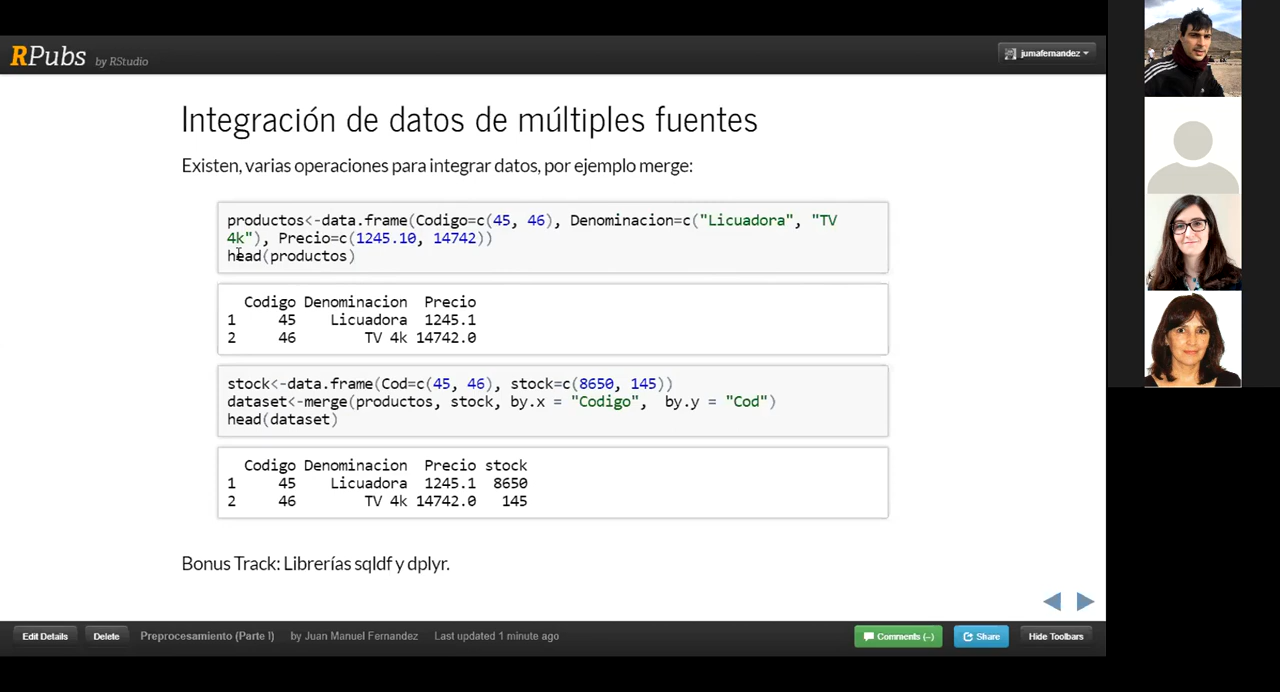 RPubs by RStudio
jumafernandez
Integración de datos de múltiples fuentes
Existen, varias operaciones para integrar datos, por ejemplo merge:
productos<-data.frame(Codigo=c(45, 46), Denominacion=c("Licuadora", "TV
4k"), Precio=c(1245.10, 14742))
head(productos)
Codigo Denominacion Precio
1 45 Licuadora 1245.1
2 46 TV 4k 14742.0
stock<-data.frame(Cod=c(45, 46), stock=c(8650, 145))
dataset<-merge(productos, stock, by.x = "Codigo", by.y = "Cod")
head(dataset)
Codigo Denominacion Precio stock
1 45 Licuadora 1245.1 8650
2 46 TV 4k 14742.0 145
Bonus Track: Librerías sqldf y dplyr.
Edit Details Delete Preprocesamiento (Parte I) by Juan Manuel Fernandez Last updated 1 minute ago Comments (–) Share Hide Toolbars